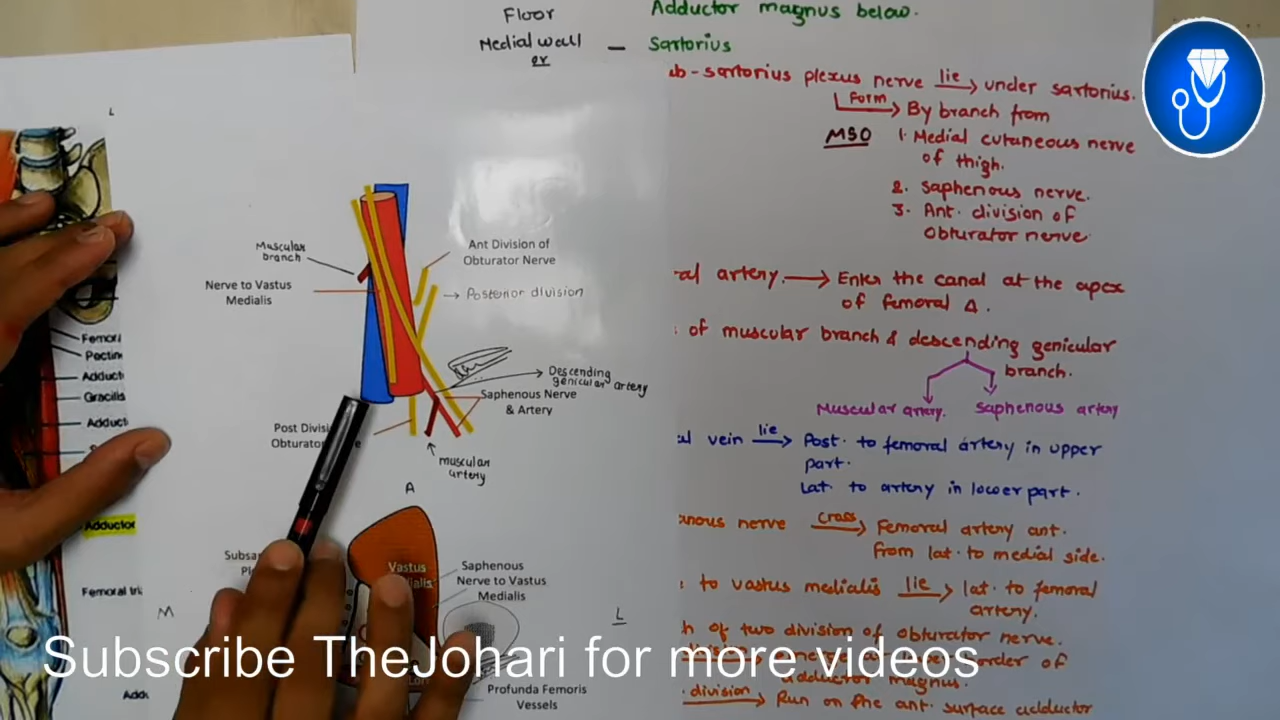 Floor
Adductor magnus below.
Medial wall — Sartorius
or
sartorius plexus nerve lie → under sartorius.
Form → By branch from
MSO 1. Medial cutaneous nerve
of thigh.
2. Saphenous nerve.
3. Ant. division of
obturator nerve
artery. → Enter the canal at the apex
of femoral Δ.
of muscular branch & descending genicular
branch.
Muscular artery. Saphenous artery
vein lie → Post. to femoral artery in upper
part.
Lat. to artery in lower part.
nerve cross → Femoral artery ant.
from lat. to medial side.
to vastus medialis lie → lat. to femoral
artery.
of two division of obturator nerve.
adductor magnus.
division → Run on the ant. surface adductor
L
Femori
Pectin
Adduct
Gracilis
Adduct
Adductor
Femoral tri
Addu
Muscular
branch
Nerve to Vastus
Medialis
Ant Division of
Obturator Nerve
→ Posterior division
Descending
genicular artery
Saphenous Nerve
& Artery
Post Divisi
Obturator
muscular
artery
A
Vastus
Saphenous
Nerve to Vastus
Medialis
M
L
Profunda Femoris
Vessels
Subscribe TheJohari for more videos